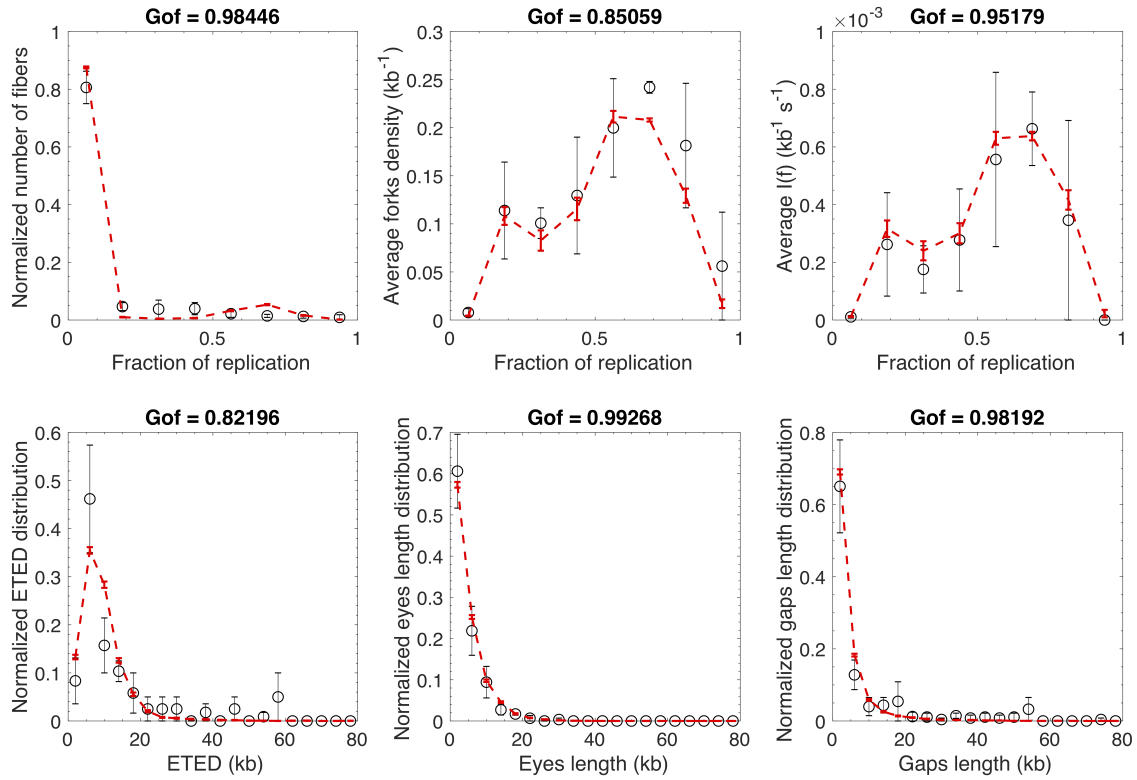 Gof = 0.98446
Normalized number of fibers
1
0.8
0.6
0.4
0.2
0
0 0.5 1
Fraction of replication
Gof = 0.85059
Average forks density (kb⁻¹)
0.3
0.25
0.2
0.15
0.1
0.05
0
0 0.5 1
Fraction of replication
Gof = 0.95179
×10⁻³
Average I(f) (kb⁻¹ s⁻¹)
1
0.8
0.6
0.4
0.2
0
0 0.5 1
Fraction of replication
Gof = 0.82196
Normalized ETED distribution
0.6
0.5
0.4
0.3
0.2
0.1
0
0 20 40 60 80
ETED (kb)
Gof = 0.99268
Normalized eyes length distribution
0.7
0.6
0.5
0.4
0.3
0.2
0.1
0
0 20 40 60 80
Eyes length (kb)
Gof = 0.98192
Normalized gaps length distribution
0.8
0.6
0.4
0.2
0
0 20 40 60 80
Gaps length (kb)